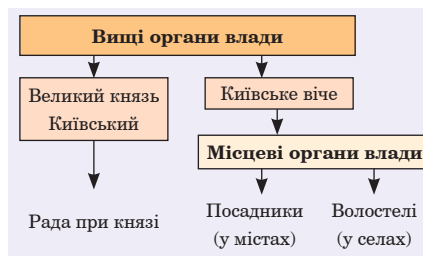 Вищі органи влади
Великий князь
Київський
Київське віче
Місцеві органи влади
Рада при князі
Посадники
(у містах)
Волостелі
(у селах)